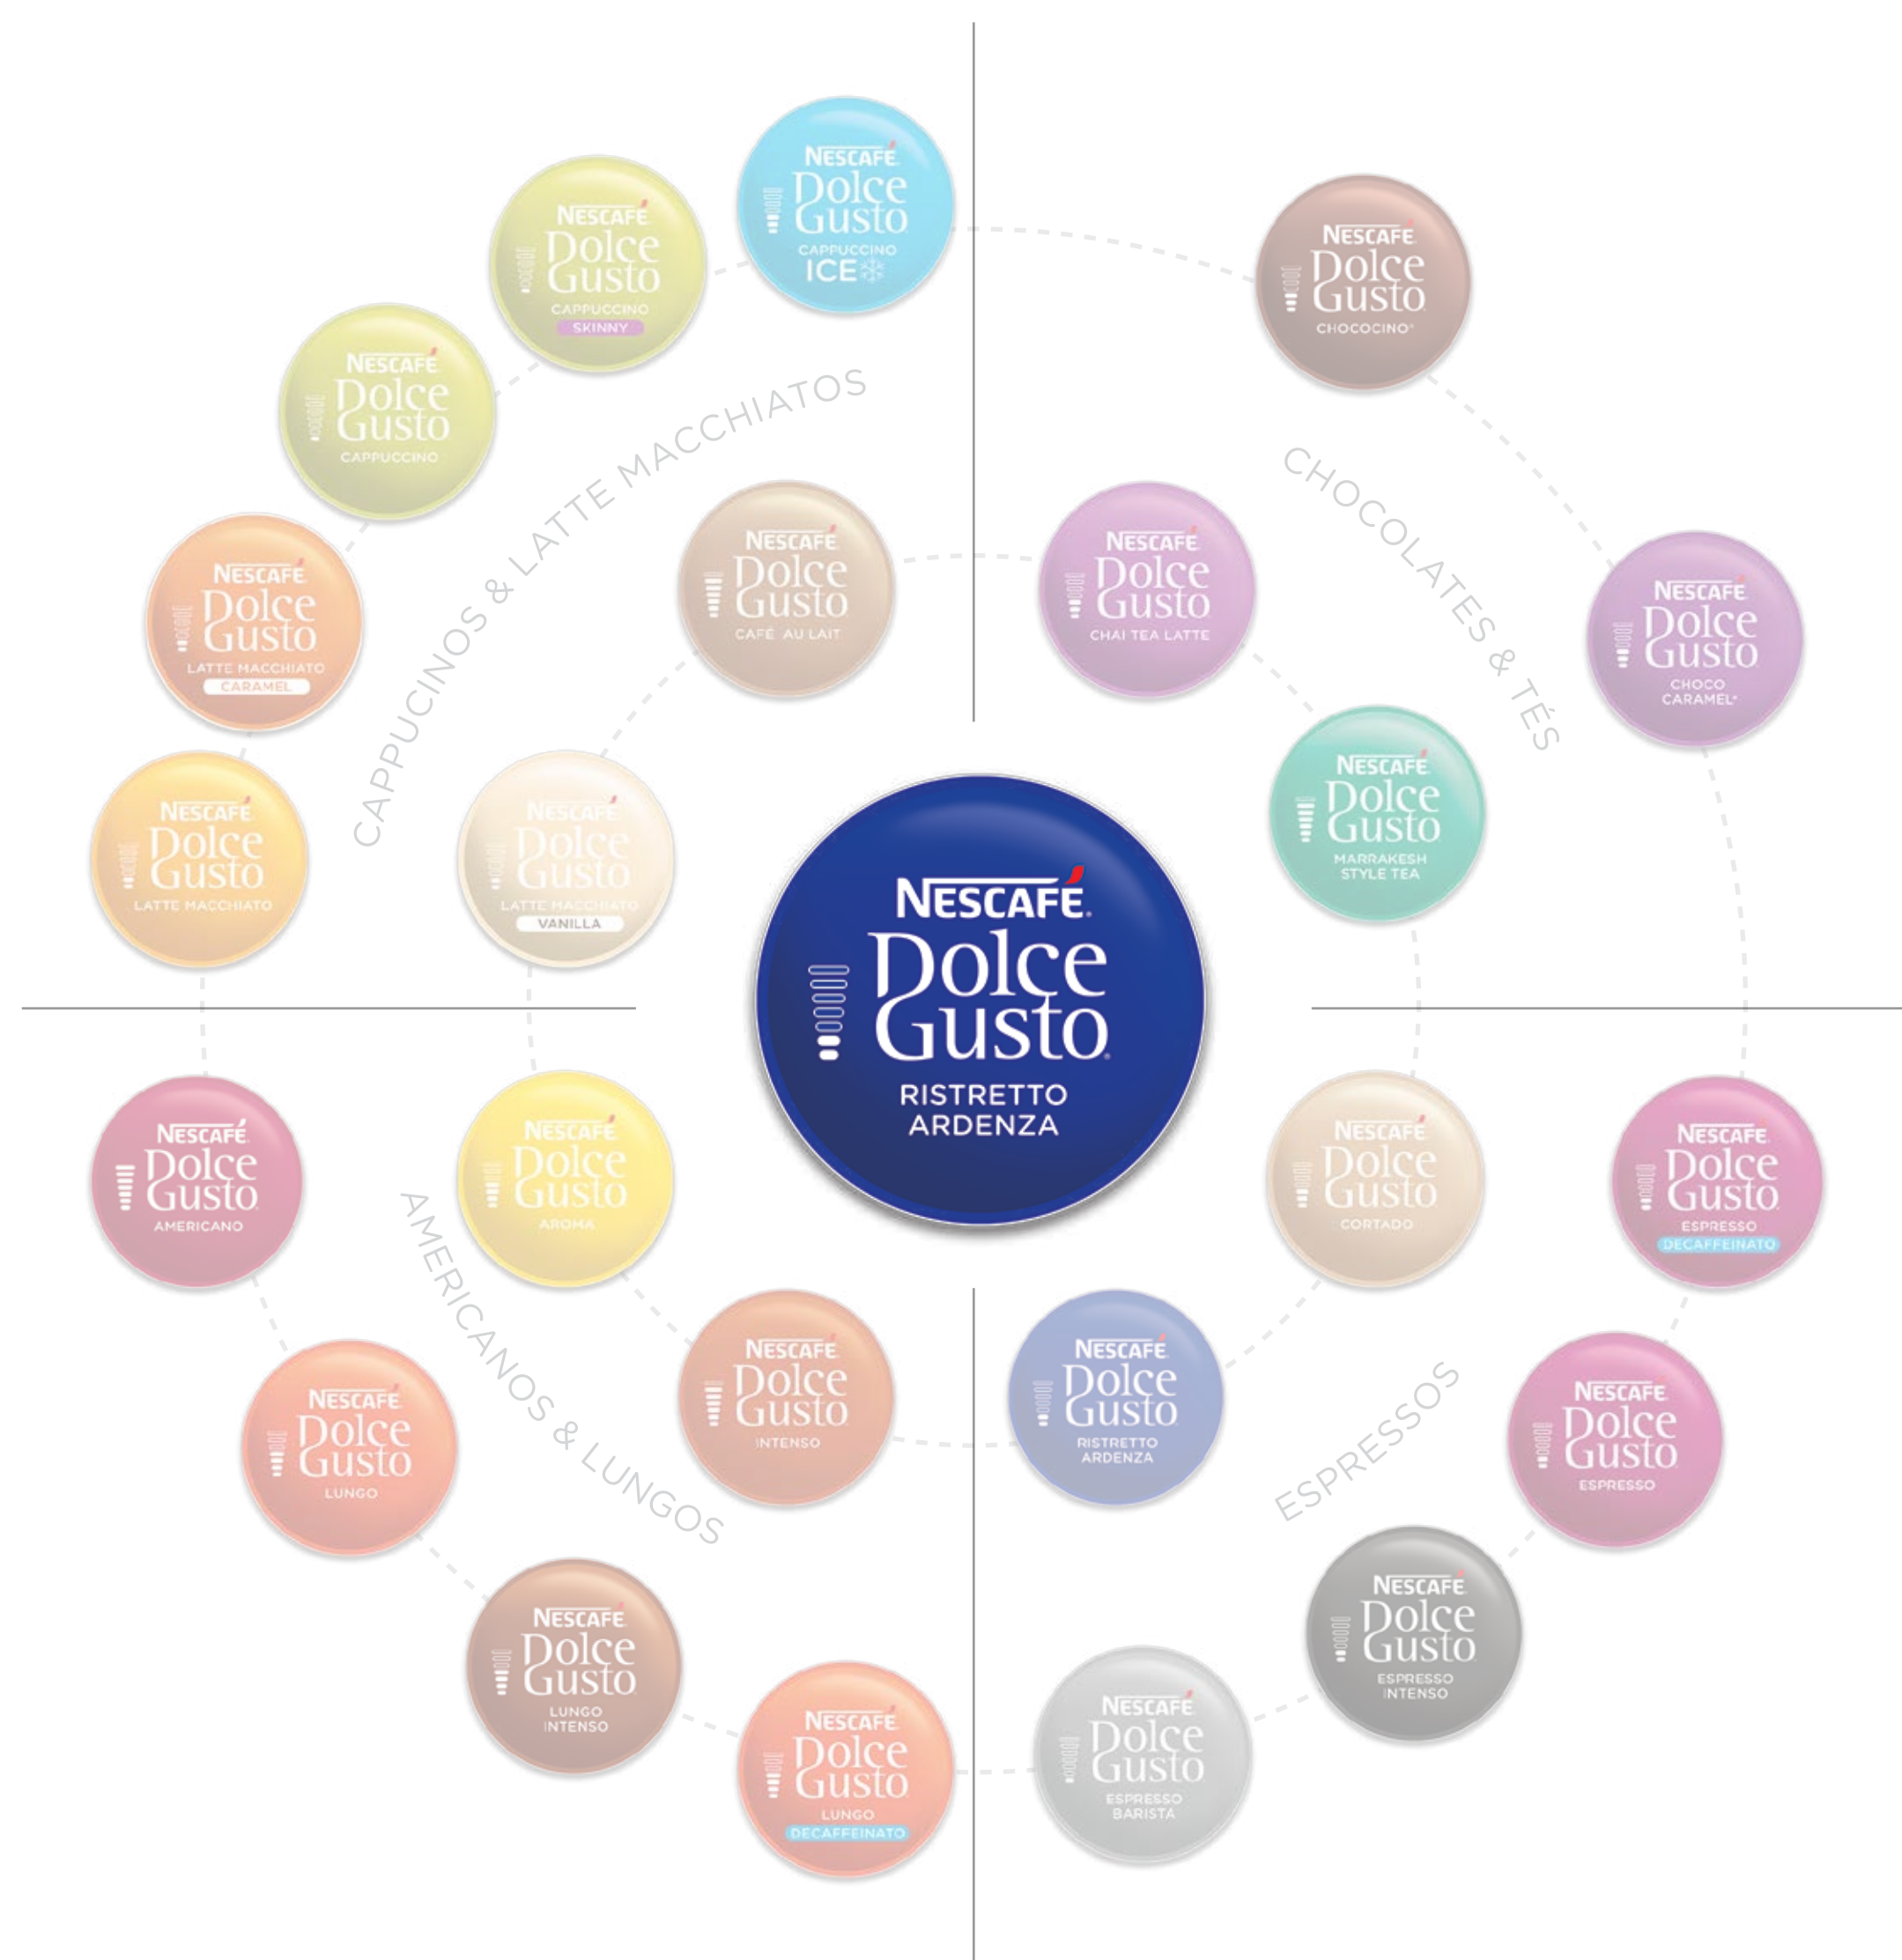 NESCAFÉ
Dolce
Gusto
CAPPUCCINO
ICE
NESCAFÉ
Dolce
Gusto
CAPPUCCINO
SKINNY
NESCAFÉ
Dolce
Gusto
CAPPUCCINO
NESCAFÉ
Dolce
Gusto
LATTE MACCHIATO
CARAMEL
NESCAFÉ
Dolce
Gusto
LATTE MACCHIATO
CAPPUCINOS & LATTE MACCHIATOS
NESCAFÉ
Dolce
Gusto
CAFÉ AU LAIT
NESCAFÉ
Dolce
Gusto
LATTE MACCHIATO
VANILLA
NESCAFÉ
Dolce
Gusto
CHOCOCINO*
NESCAFÉ
Dolce
Gusto
CHOCO
CARAMEL*
CHOCOLATES & TÉS
NESCAFÉ
Dolce
Gusto
CHAI TEA LATTE
NESCAFÉ
Dolce
Gusto
MARRAKESH
STYLE TEA
NESCAFÉ®
Dolce
Gusto®
RISTRETTO
ARDENZA
NESCAFÉ
Dolce
Gusto
AMERICANO
NESCAFÉ
Dolce
Gusto
AROMA
NESCAFÉ
Dolce
Gusto
INTENSO
AMERICANOS & LUNGOS
NESCAFÉ
Dolce
Gusto
LUNGO
NESCAFÉ
Dolce
Gusto
LUNGO
INTENSO
NESCAFÉ
Dolce
Gusto
LUNGO
DECAFFEINATO
NESCAFÉ
Dolce
Gusto
CORTADO
NESCAFÉ
Dolce
Gusto
ESPRESSO
DECAFFEINATO
NESCAFÉ
Dolce
Gusto
RISTRETTO
ARDENZA
ESPRESSOS
NESCAFÉ
Dolce
Gusto
ESPRESSO
NESCAFÉ
Dolce
Gusto
ESPRESSO
INTENSO
NESCAFÉ
Dolce
Gusto
ESPRESSO
BARISTA